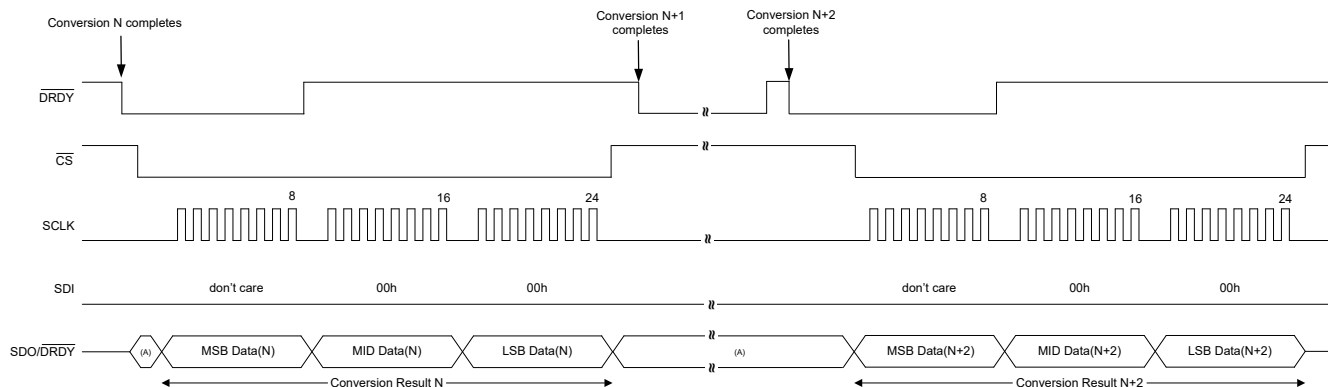 Conversion N completes
Conversion N+1
completes
Conversion N+2
completes
DRDY
CS
8
16
24
8
16
24
SCLK
SDI
don't care
00h
00h
don't care
00h
00h
SDO/DRDY
(A)
MSB Data(N)
MID Data(N)
LSB Data(N)
(A)
MSB Data(N+2)
MID Data(N+2)
LSB Data(N+2)
Conversion Result N
Conversion Result N+2